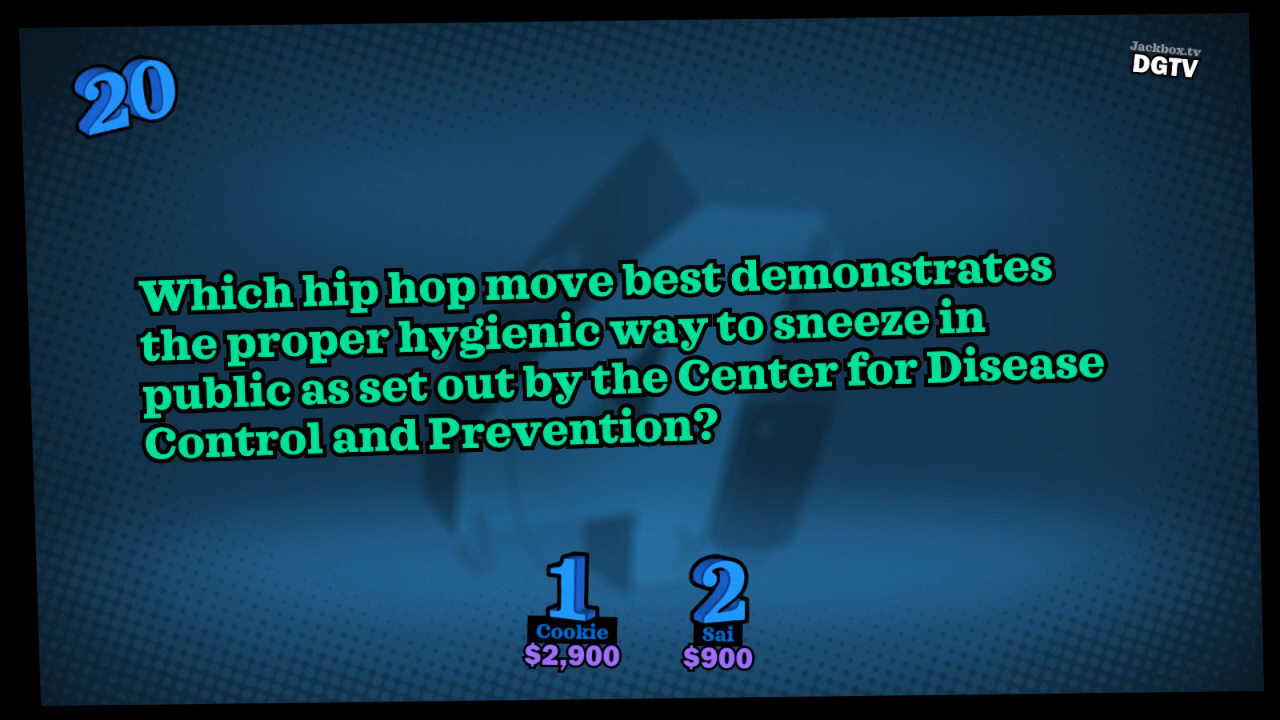 20
Jackbox.tv
DGTV
Which hip hop move best demonstrates
the proper hygienic way to sneeze in
public as set out by the Center for Disease
Control and Prevention?
1
Cookie
$2,900
2
Sai
$900